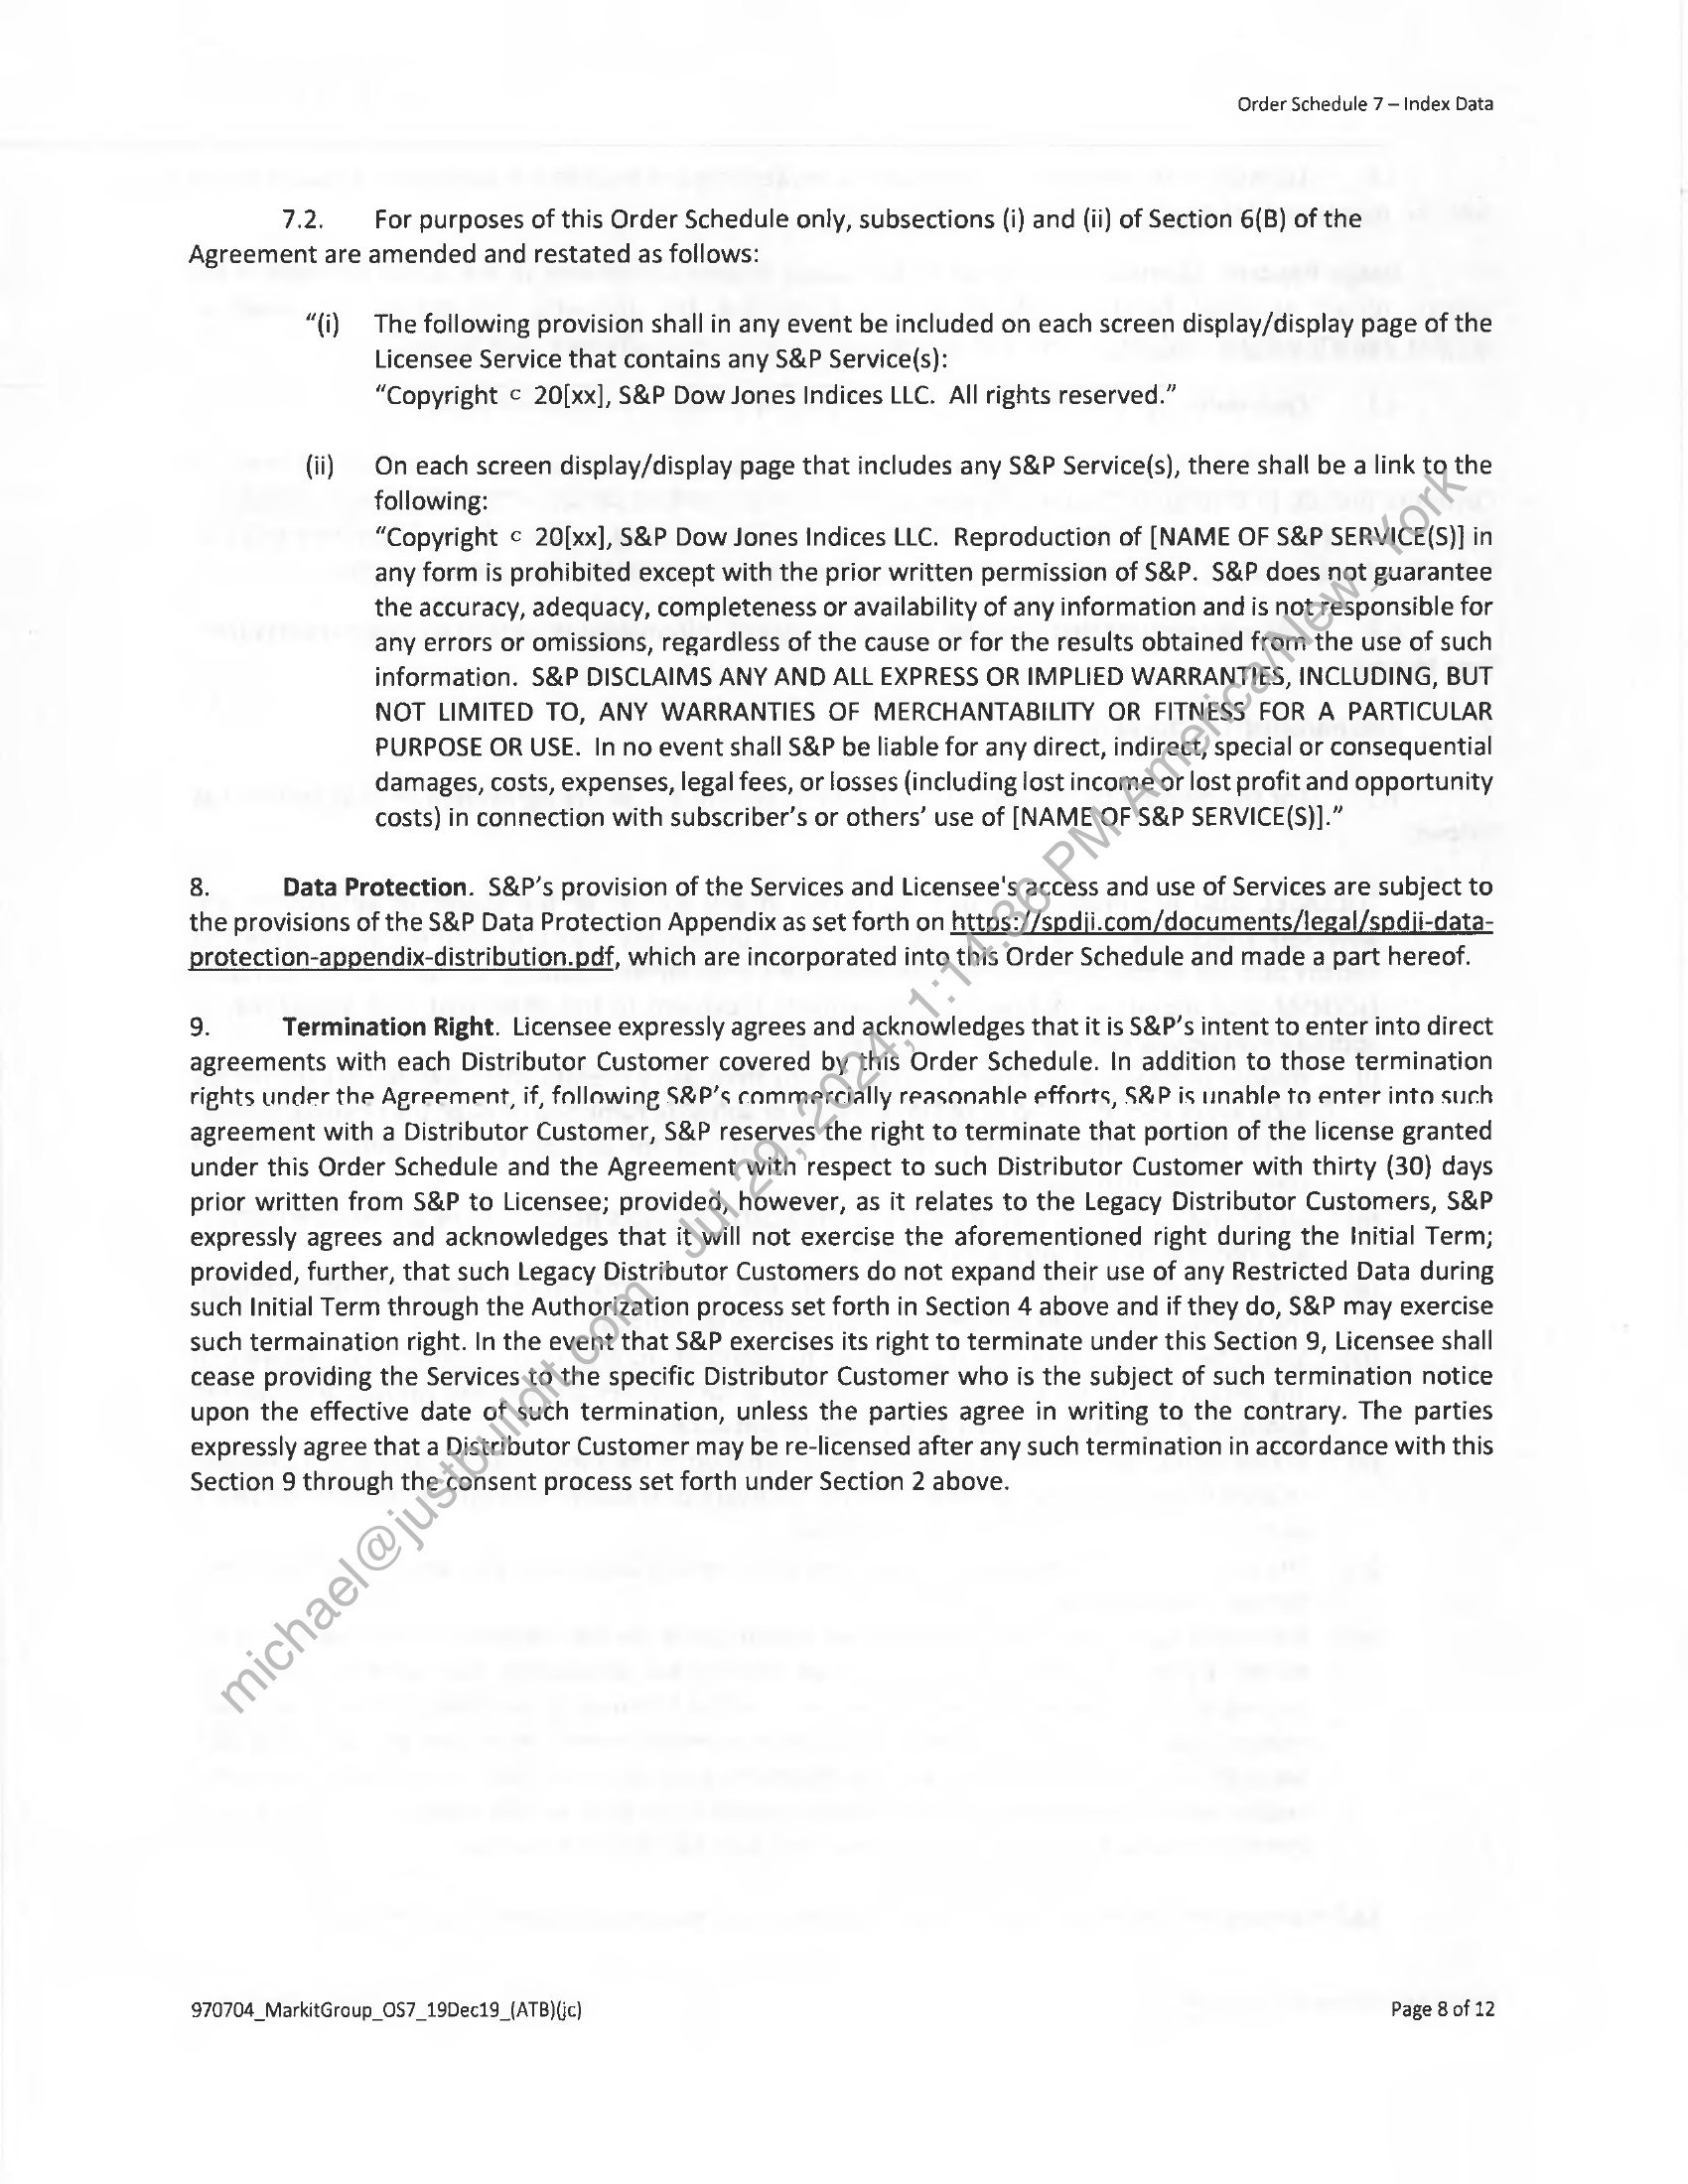 Order Schedule 7 – Index Data
7.2. For purposes of this Order Schedule only, subsections (i) and (ii) of Section 6(B) of the
Agreement are amended and restated as follows:
“(i) The following provision shall in any event be included on each screen display/display page of the
Licensee Service that contains any S&P Service(s):
“Copyright c 20[xx], S&P Dow Jones Indices LLC. All rights reserved.”
(ii) On each screen display/display page that includes any S&P Service(s), there shall be a link to the
following:
“Copyright c 20[xx], S&P Dow Jones Indices LLC. Reproduction of [NAME OF S&P SERVICE(S)] in
any form is prohibited except with the prior written permission of S&P. S&P does not guarantee
the accuracy, adequacy, completeness or availability of any information and is not responsible for
any errors or omissions, regardless of the cause or for the results obtained from the use of such
information. S&P DISCLAIMS ANY AND ALL EXPRESS OR IMPLIED WARRANTIES, INCLUDING, BUT
NOT LIMITED TO, ANY WARRANTIES OF MERCHANTABILITY OR FITNESS FOR A PARTICULAR
PURPOSE OR USE. In no event shall S&P be liable for any direct, indirect, special or consequential
damages, costs, expenses, legal fees, or losses (including lost income or lost profit and opportunity
costs) in connection with subscriber’s or others’ use of [NAME OF S&P SERVICE(S)].”
8. Data Protection. S&P’s provision of the Services and Licensee's access and use of Services are subject to
the provisions of the S&P Data Protection Appendix as set forth on https://spdji.com/documents/legal/spdji-data-
protection-appendix-distribution.pdf, which are incorporated into this Order Schedule and made a part hereof.
9. Termination Right. Licensee expressly agrees and acknowledges that it is S&P’s intent to enter into direct
agreements with each Distributor Customer covered by this Order Schedule. In addition to those termination
rights under the Agreement, if, following S&P’s commercially reasonable efforts, S&P is unable to enter into such
agreement with a Distributor Customer, S&P reserves the right to terminate that portion of the license granted
under this Order Schedule and the Agreement with respect to such Distributor Customer with thirty (30) days
prior written from S&P to Licensee; provided, however, as it relates to the Legacy Distributor Customers, S&P
expressly agrees and acknowledges that it will not exercise the aforementioned right during the Initial Term;
provided, further, that such Legacy Distributor Customers do not expand their use of any Restricted Data during
such Initial Term through the Authorization process set forth in Section 4 above and if they do, S&P may exercise
such termaination right. In the event that S&P exercises its right to terminate under this Section 9, Licensee shall
cease providing the Services to the specific Distributor Customer who is the subject of such termination notice
upon the effective date of such termination, unless the parties agree in writing to the contrary. The parties
expressly agree that a Distributor Customer may be re-licensed after any such termination in accordance with this
Section 9 through the consent process set forth under Section 2 above.
michael@justbuildit.com - Jul 29, 2024, 1:14:36 PM America/New_York
970704_MarkitGroup_OS7_19Dec19_(ATB)(jc)
Page 8 of 12